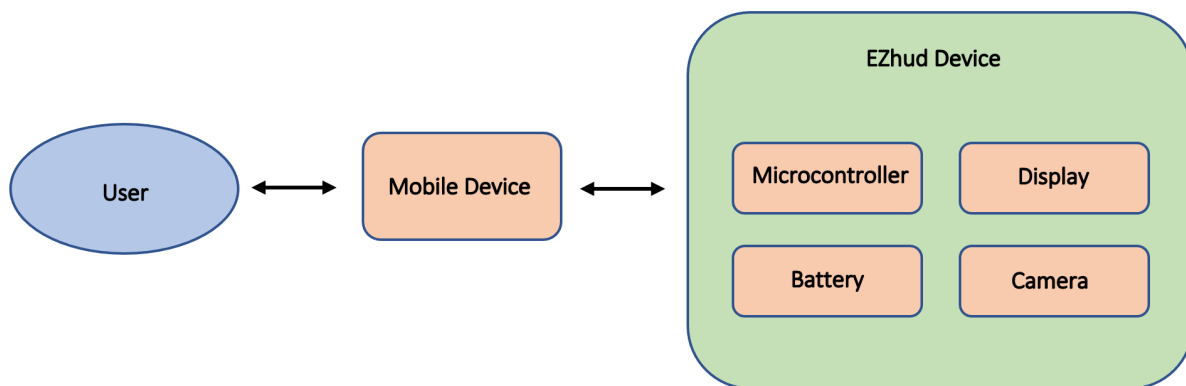 EZhud Device
User
Mobile Device
Microcontroller
Display
Battery
Camera